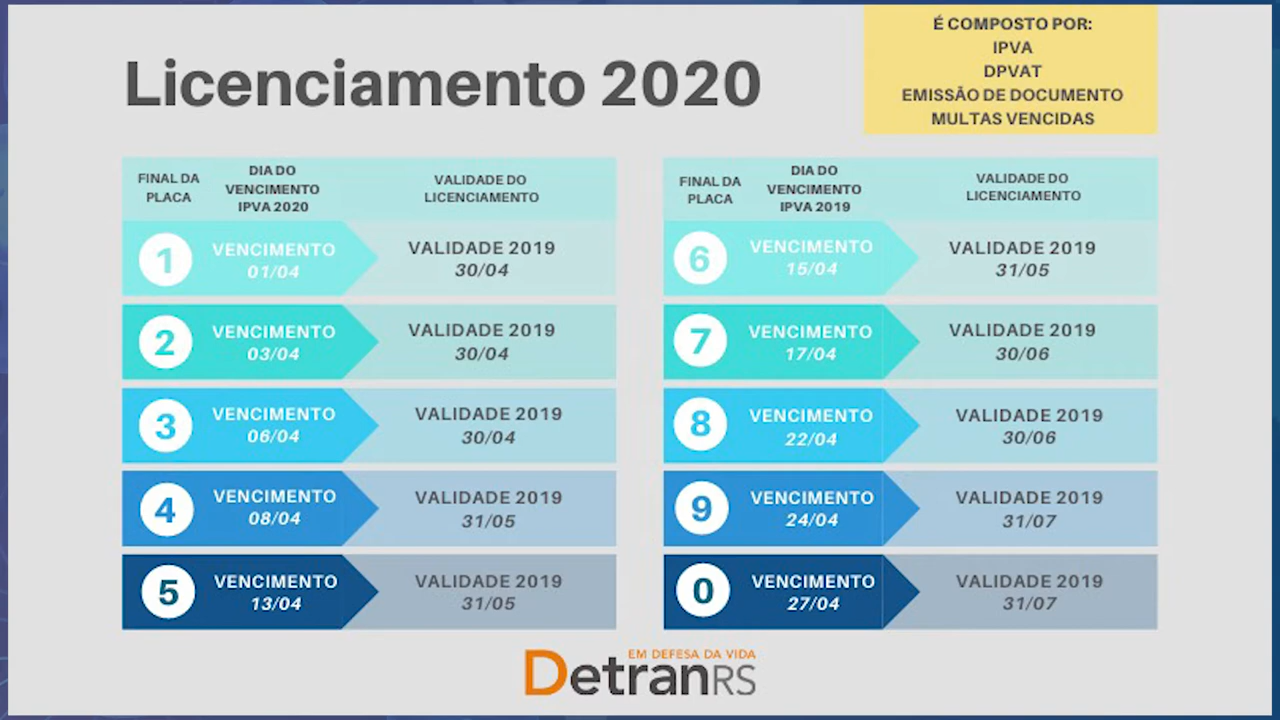 Licenciamento 2020
É COMPOSTO POR:
IPVA
DPVAT
EMISSÃO DE DOCUMENTO
MULTAS VENCIDAS
FINAL DA
PLACA
DIA DO
VENCIMENTO
IPVA 2020
VALIDADE DO
LICENCIAMENTO
1
VENCIMENTO
01/04
VALIDADE 2019
30/04
2
VENCIMENTO
03/04
VALIDADE 2019
30/04
3
VENCIMENTO
06/04
VALIDADE 2019
30/04
4
VENCIMENTO
08/04
VALIDADE 2019
31/05
5
VENCIMENTO
13/04
VALIDADE 2019
31/05
FINAL DA
PLACA
DIA DO
VENCIMENTO
IPVA 2019
VALIDADE DO
LICENCIAMENTO
6
VENCIMENTO
15/04
VALIDADE 2019
31/05
7
VENCIMENTO
17/04
VALIDADE 2019
30/06
8
VENCIMENTO
22/04
VALIDADE 2019
30/06
9
VENCIMENTO
24/04
VALIDADE 2019
31/07
0
VENCIMENTO
27/04
VALIDADE 2019
31/07
EM DEFESA DA VIDA
DetranRS